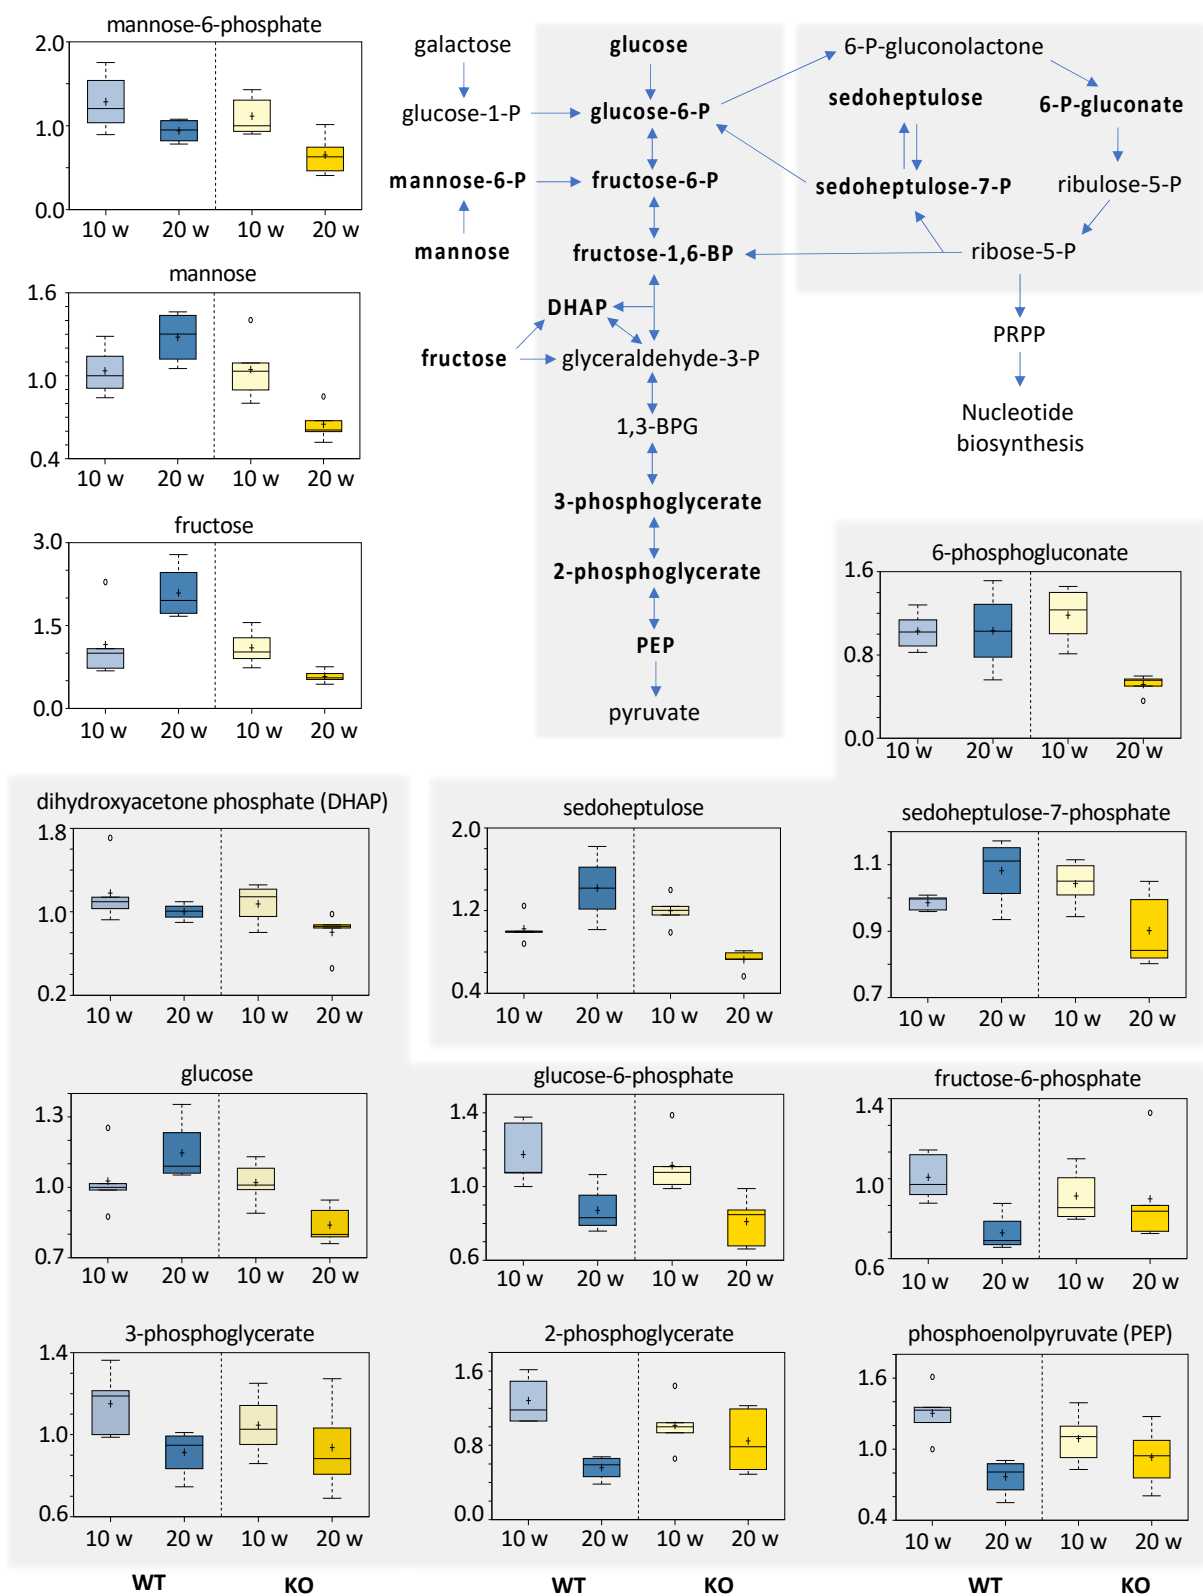 mannose-6-phosphate
2.0
1.0
0.0
10 w 20 w 10 w 20 w
mannose
1.6
1.0
0.4
10 w 20 w 10 w 20 w
fructose
3.0
1.5
0.0
10 w 20 w 10 w 20 w
galactose
glucose
glucose-1-P
glucose-6-P
mannose-6-P
fructose-6-P
mannose
fructose-1,6-BP
DHAP
fructose
glyceraldehyde-3-P
1,3-BPG
3-phosphoglycerate
2-phosphoglycerate
PEP
pyruvate
6-P-gluconolactone
sedoheptulose
6-P-gluconate
sedoheptulose-7-P
ribulose-5-P
ribose-5-P
PRPP
Nucleotide
biosynthesis
6-phosphogluconate
1.6
0.8
0.0
10 w 20 w 10 w 20 w
dihydroxyacetone phosphate (DHAP)
1.8
1.0
0.2
10 w 20 w 10 w 20 w
sedoheptulose
2.0
1.2
0.4
10 w 20 w 10 w 20 w
sedoheptulose-7-phosphate
1.1
0.9
0.7
10 w 20 w 10 w 20 w
glucose
1.3
1.0
0.7
10 w 20 w 10 w 20 w
glucose-6-phosphate
1.4
1.0
0.6
10 w 20 w 10 w 20 w
fructose-6-phosphate
1.4
1.0
0.6
10 w 20 w 10 w 20 w
3-phosphoglycerate
1.4
1.0
0.6
10 w 20 w 10 w 20 w
2-phosphoglycerate
1.6
0.8
0.0
10 w 20 w 10 w 20 w
phosphoenolpyruvate (PEP)
1.6
1.0
0.4
10 w 20 w 10 w 20 w
WT KO WT KO WT KO